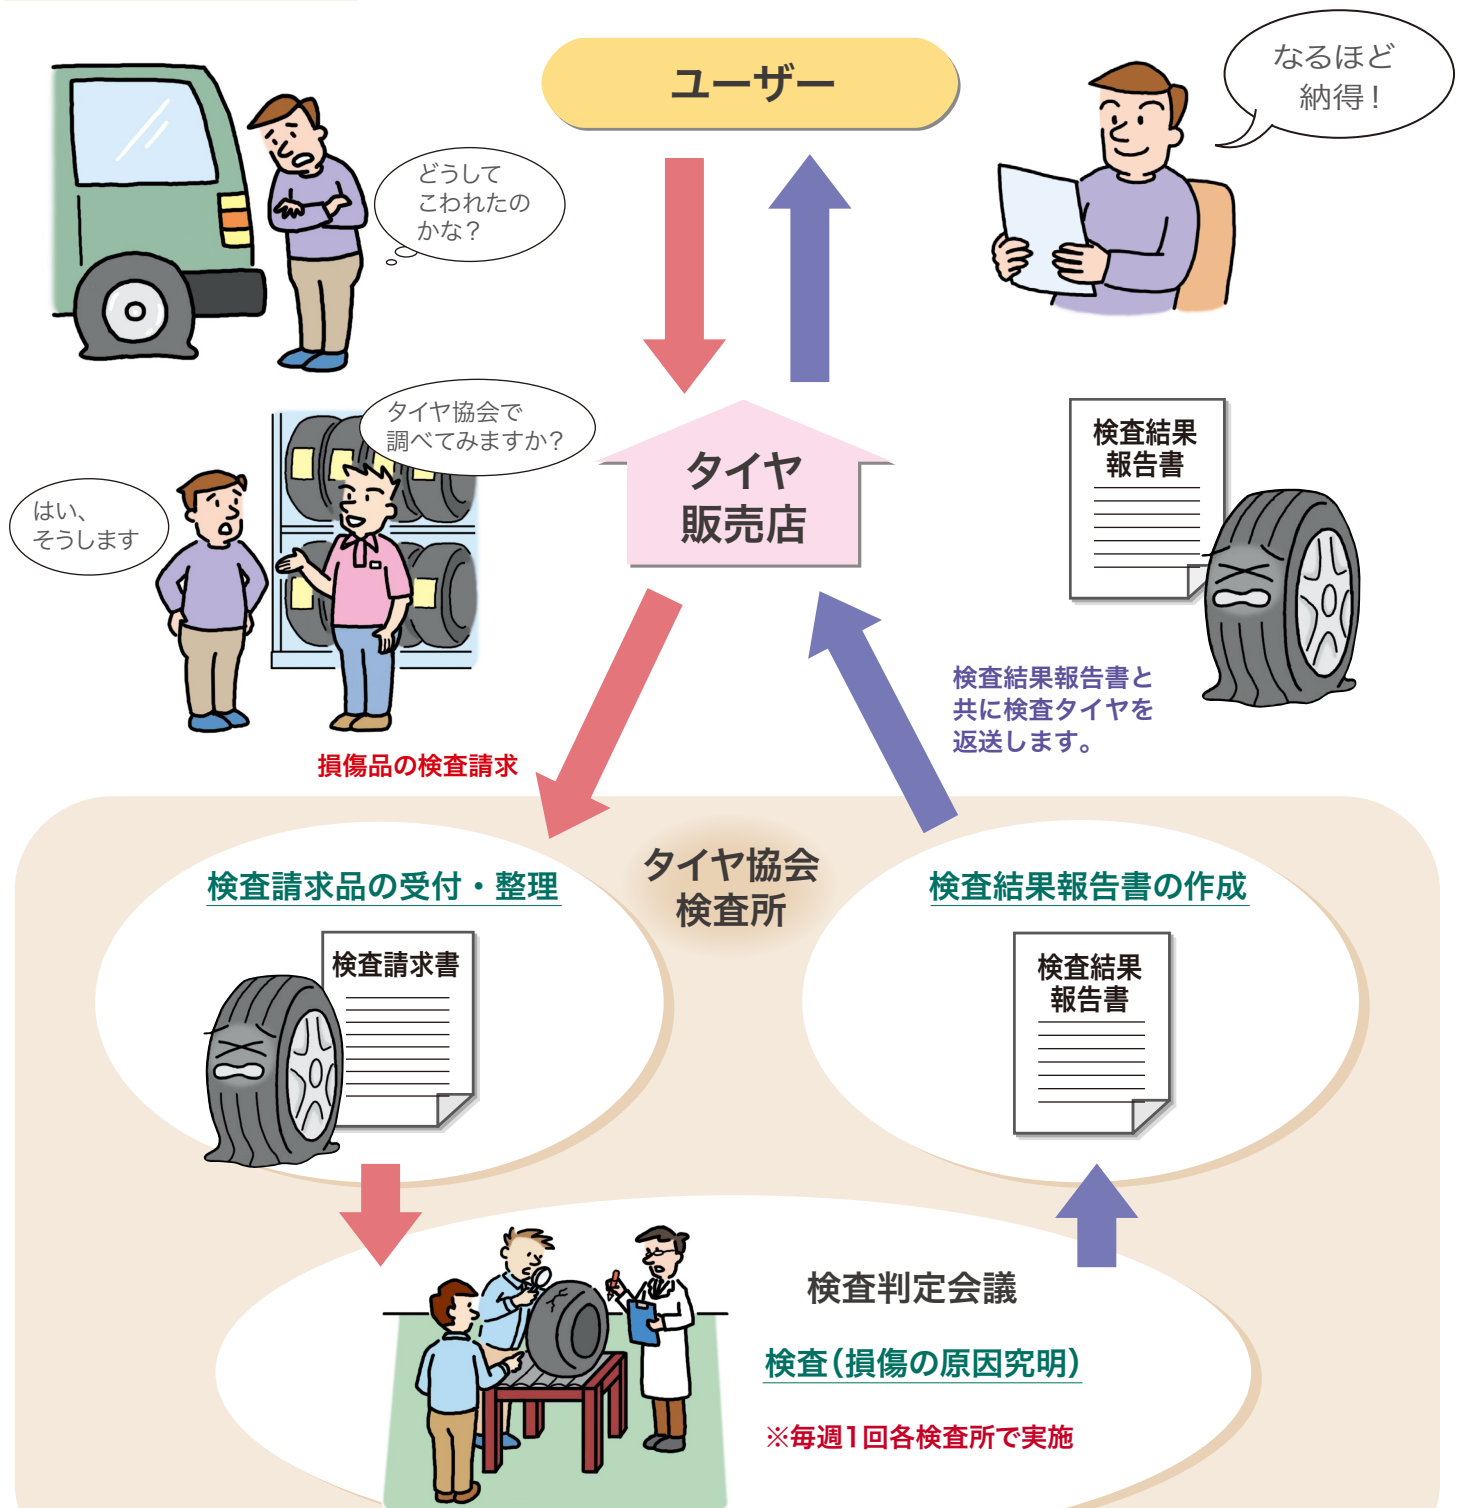 ユーザー
なるほど
納得！
どうして
こわれたの
かな？
タイヤ協会で
調べてみますか？
はい、
そうします
タイヤ
販売店
検査結果
報告書
検査結果報告書と
共に検査タイヤを
返送します。
損傷品の検査請求
タイヤ協会
検査所
検査請求品の受付・整理
検査請求書
検査結果報告書の作成
検査結果
報告書
検査判定会議
検査（損傷の原因究明）
※毎週1回各検査所で実施